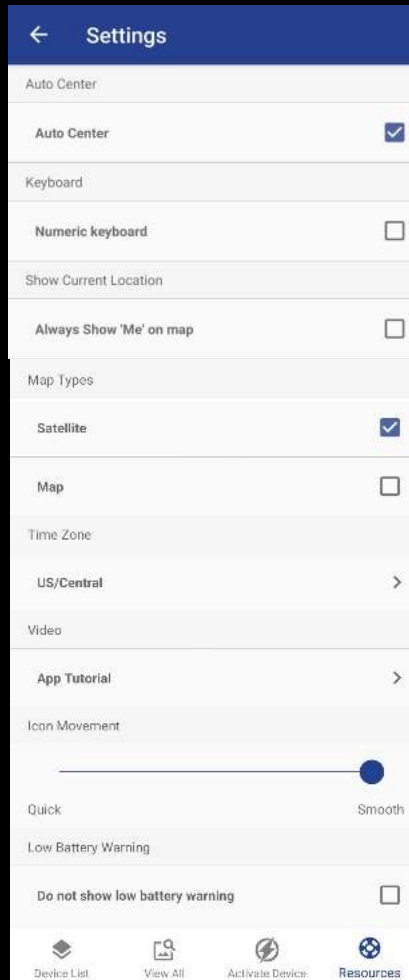 Settings
Auto Center
Auto Center
Keyboard
Numeric keyboard
Show Current Location
Always Show 'Me' on map
Map Types
Satellite
Map
Time Zone
US/Central
Video
App Tutorial
Icon Movement
Quick Smooth
Low Battery Warning
Do not show low battery warning
Device List View All Activate Device Resources